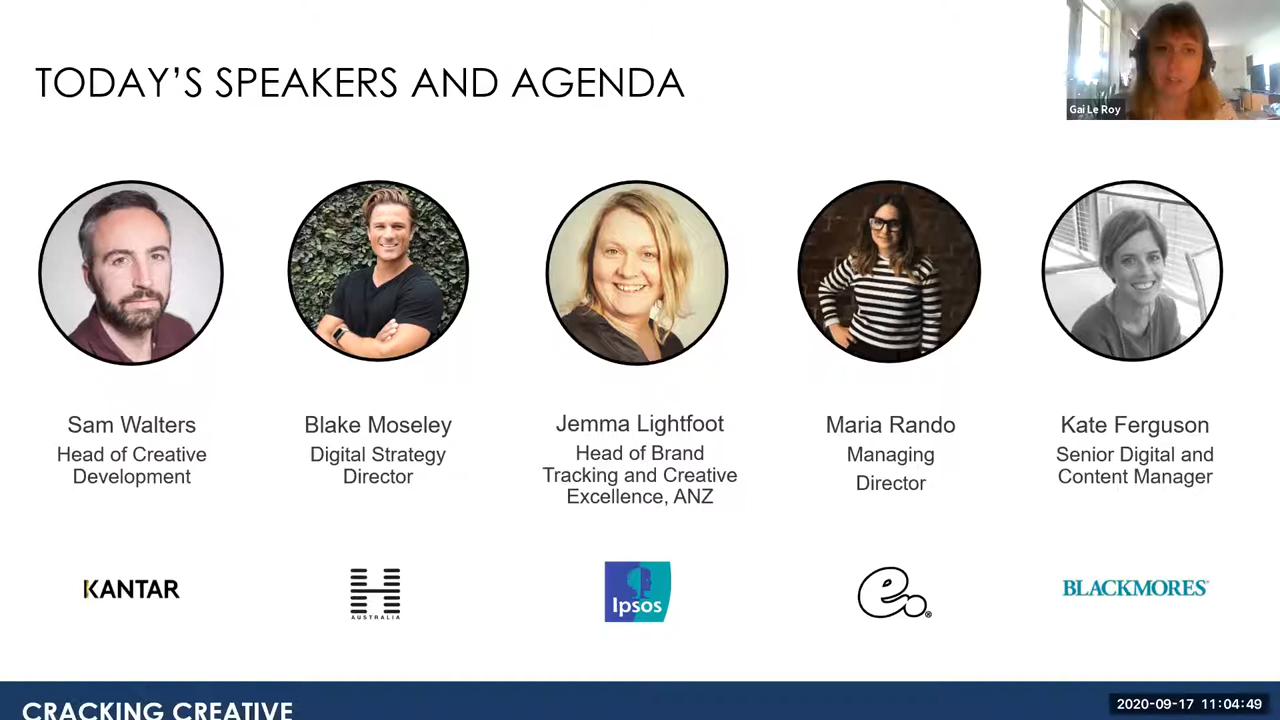 TODAY'S SPEAKERS AND AGENDA
Gai Le Roy
Sam Walters
Head of Creative
Development
Blake Moseley
Digital Strategy
Director
Jemma Lightfoot
Head of Brand
Tracking and Creative
Excellence, ANZ
Maria Rando
Managing
Director
Kate Ferguson
Senior Digital and
Content Manager
KANTAR
H
AUSTRALIA
Ipsos
e.®
BLACKMORES®
CRACKING CREATIVE
2020-09-17 11:04:49